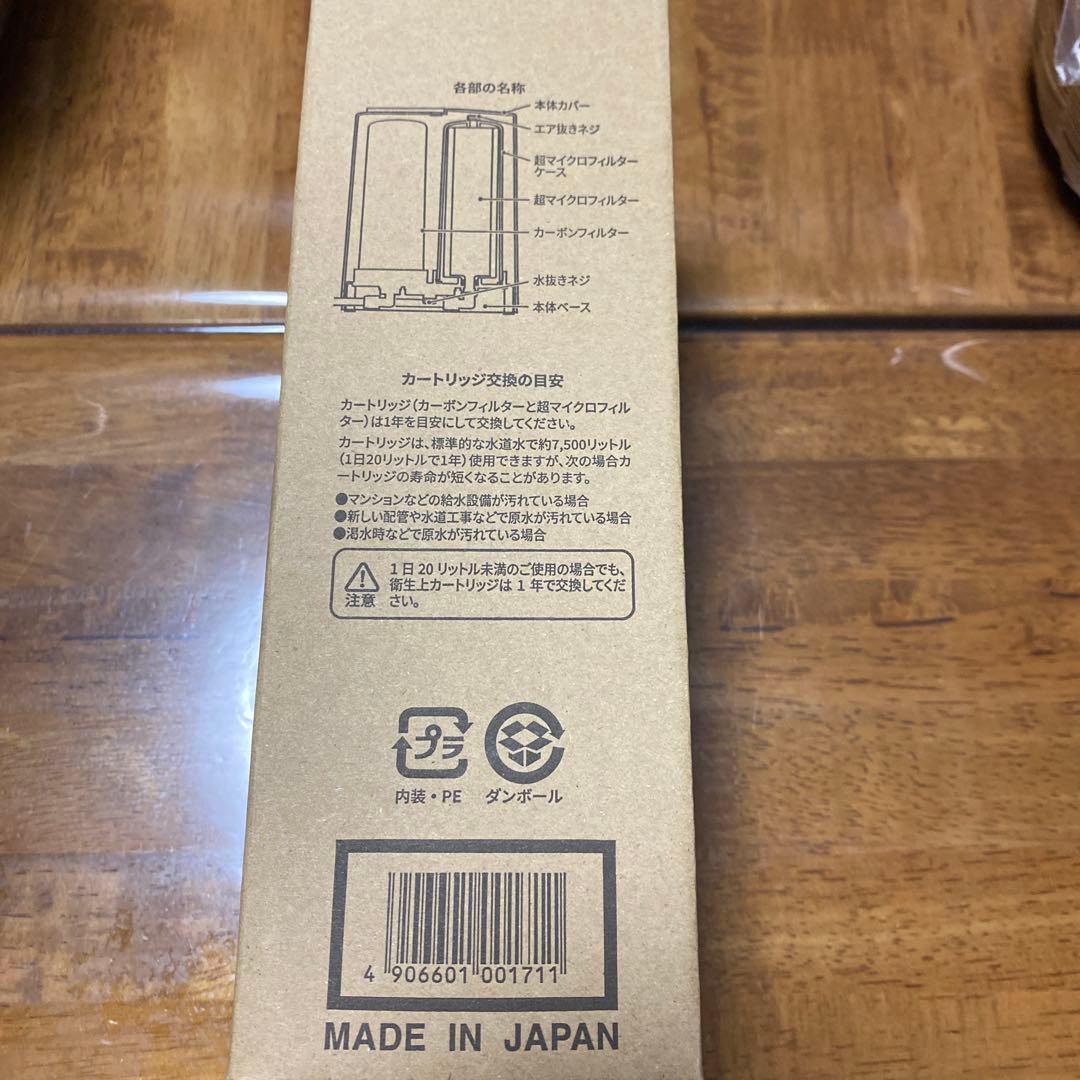 各部の名称
本体カバー
エア抜きネジ
超マイクロフィルター
ケース
超マイクロフィルター
カーボンフィルター
水抜きネジ
本体ベース
カートリッジ交換の目安
カートリッジ（カーボンフィルターと超マイクロフィル
ター）は1年を目安にして交換してください。
カートリッジは、標準的な水道水で約7,500リットル
（1日20リットルで1年）使用できますが、次の場合カ
ートリッジの寿命が短くなることがあります。
●マンションなどの給水設備が汚れている場合
●新しい配管や水道工事などで原水が汚れている場合
●渇水時などで原水が汚れている場合
注意
1日20リットル未満のご使用の場合でも、
衛生上カートリッジは1年で交換してくだ
さい。
プラ
内装・PE ダンボール
4 906601 001711
MADE IN JAPAN